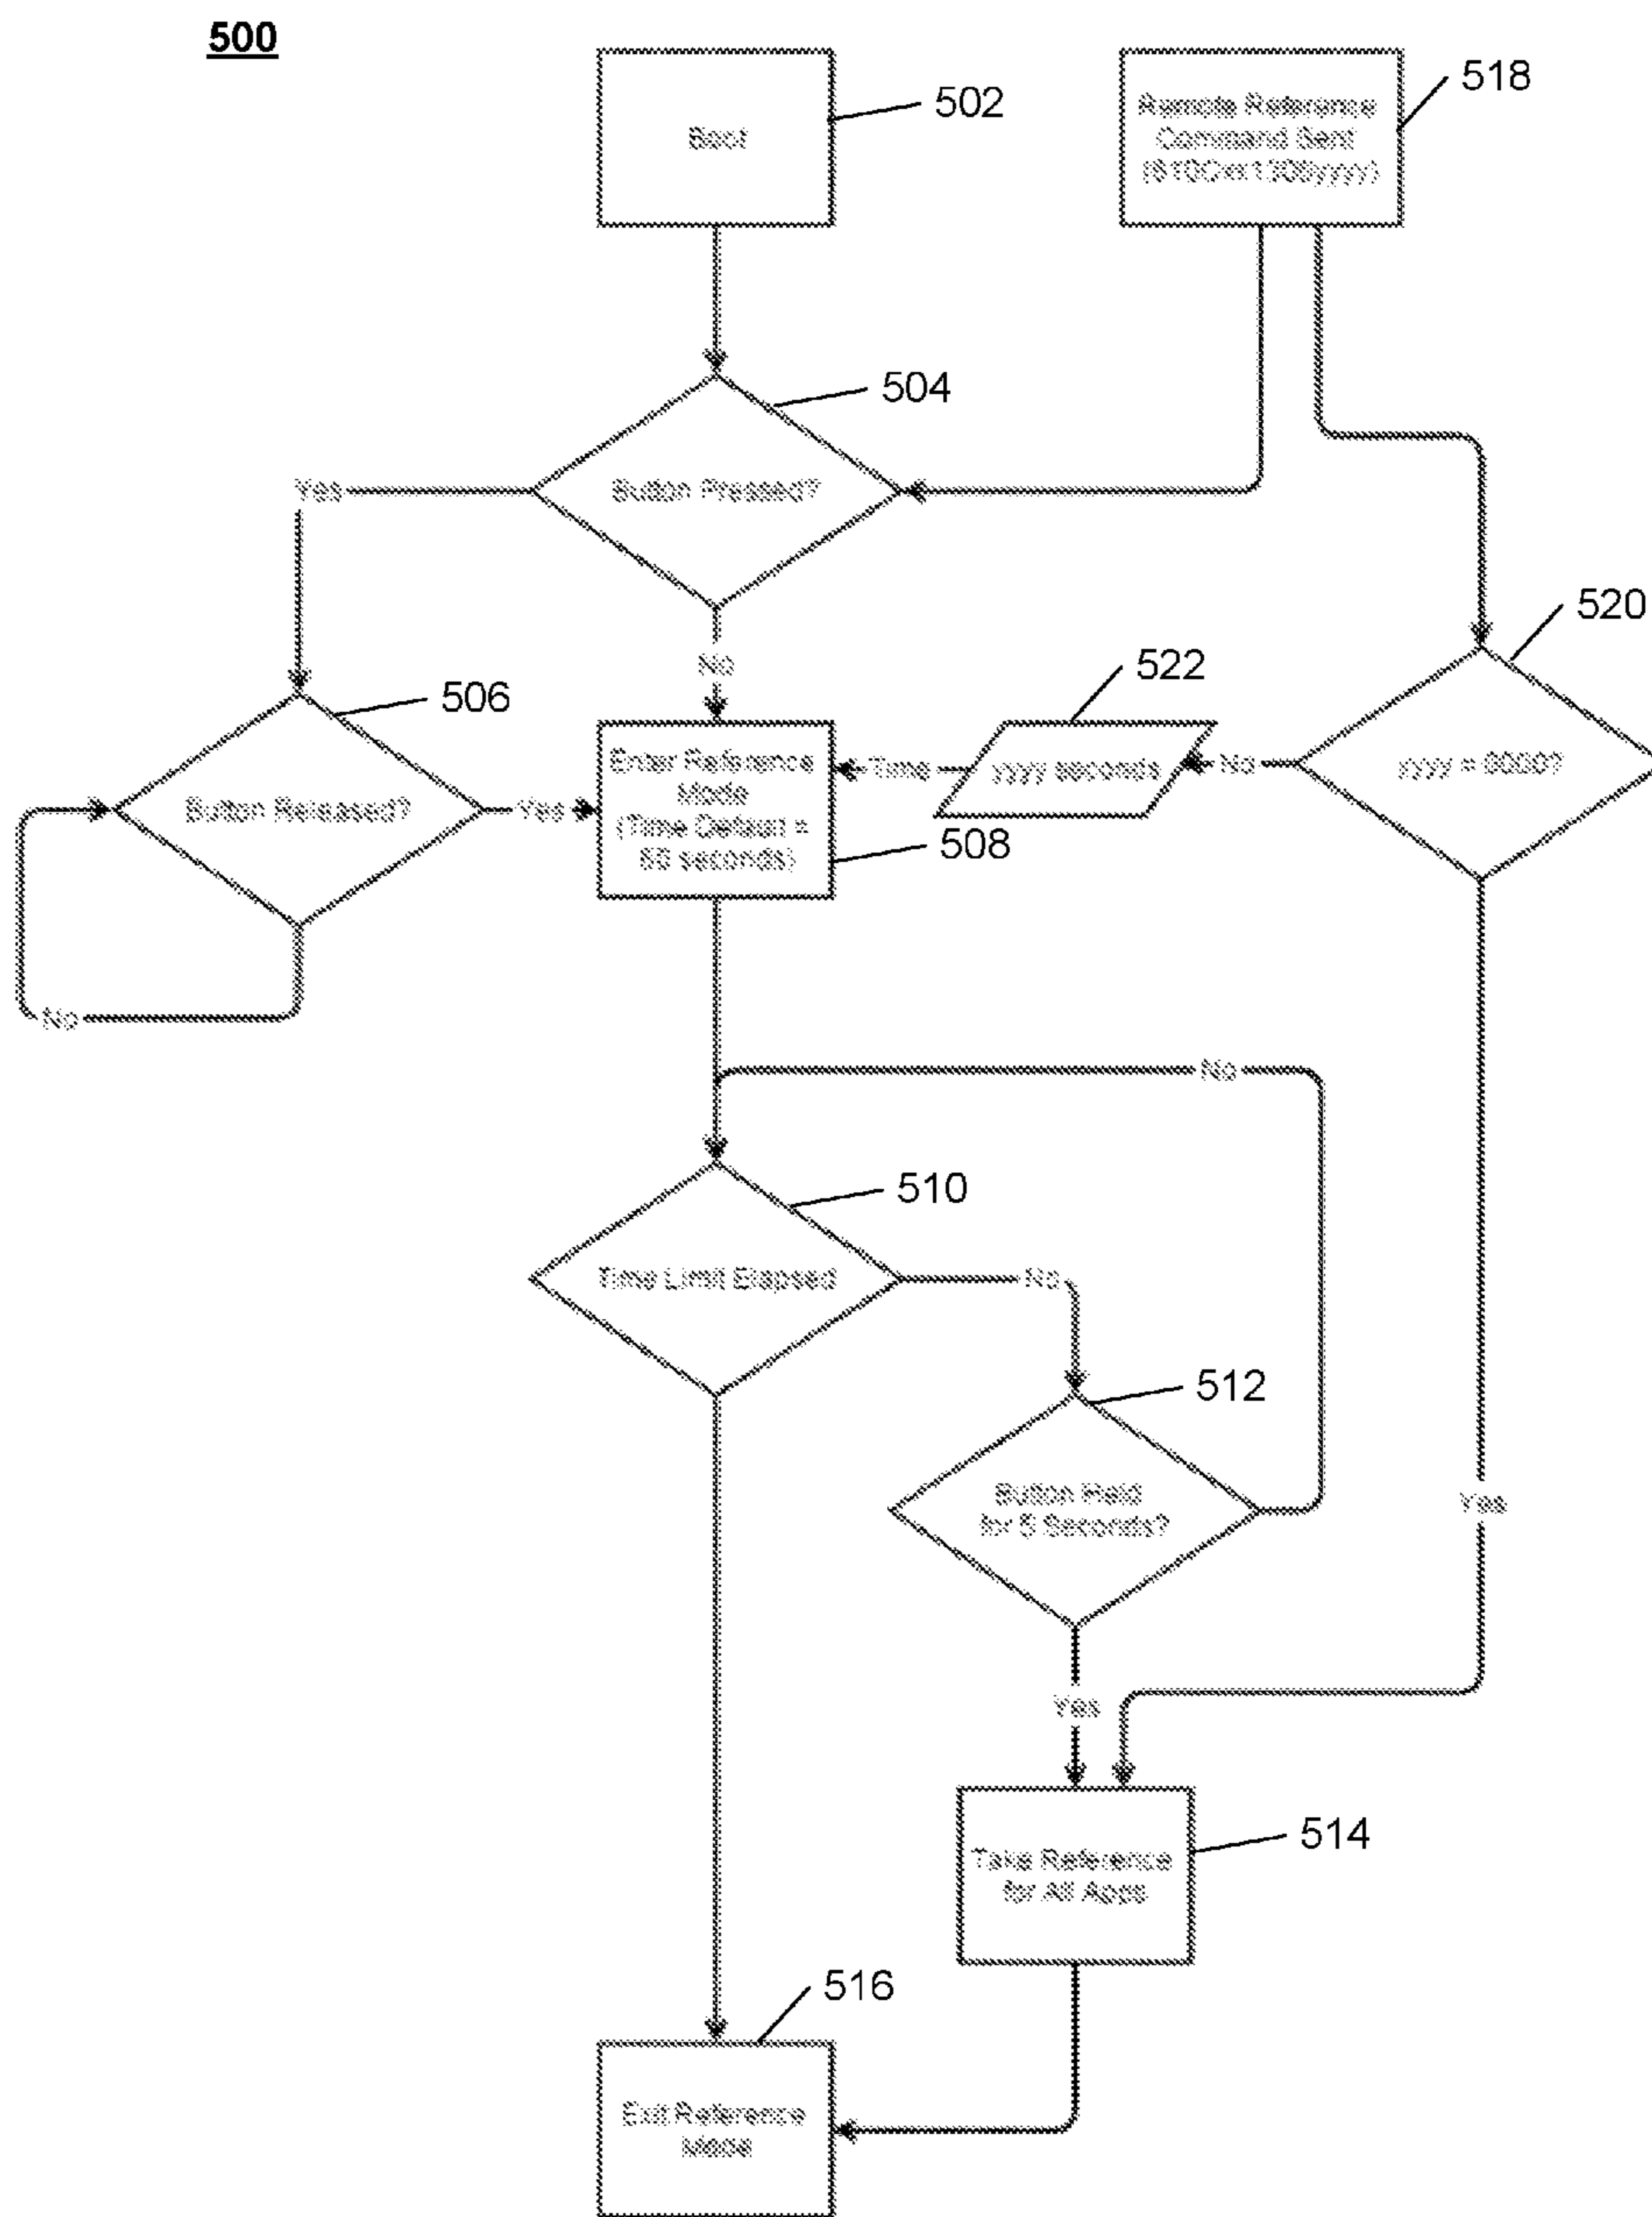 500
Boot
502
Remote Reference
Command Sent
518
504
Button Pressed?
Yes
No
520
522
506
Button Released?
Yes
Enter Reference
Mode
(Time Default =
seconds)
508
Time
yyyy seconds
No
yyyy = 0000?
No
No
510
Time Limit Elapsed
No
512
Button Held
for 5 Seconds?
Yes
Yes
514
Take Reference
for All Apps
516
Exit Reference
Mode